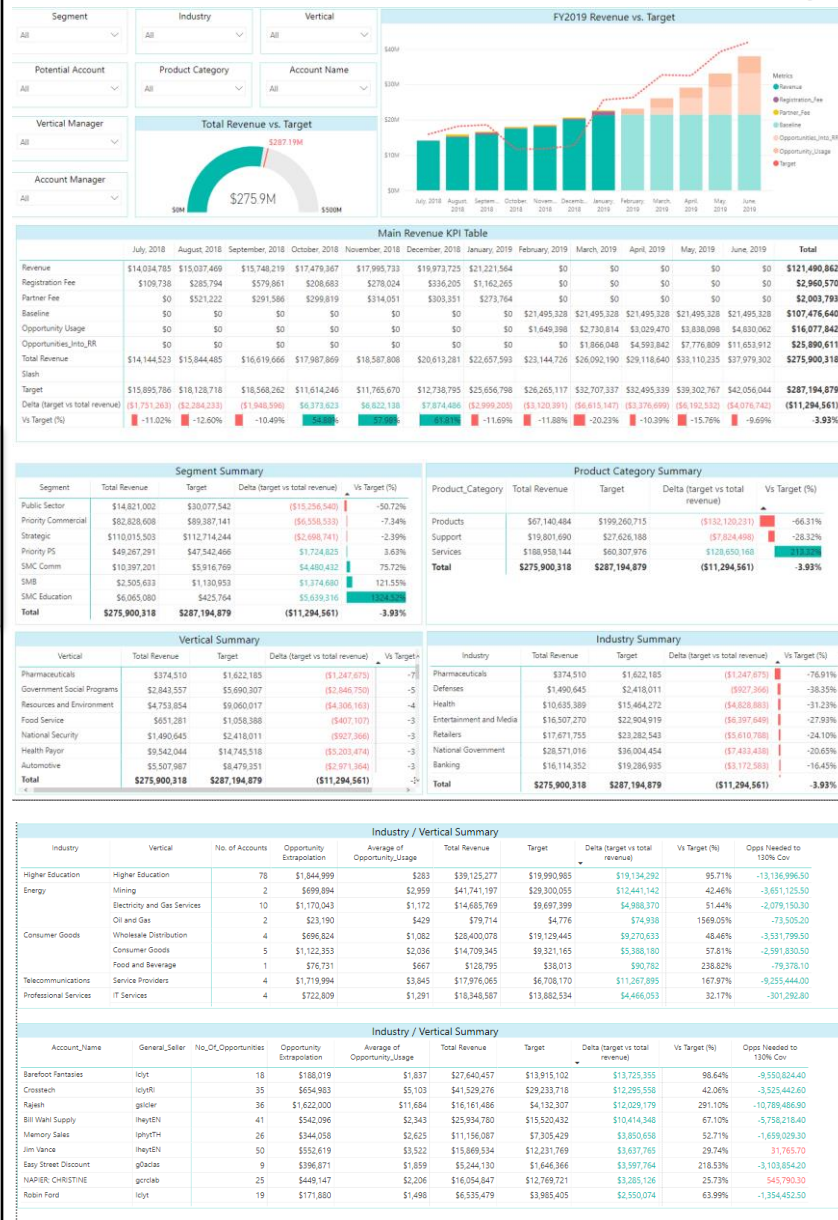 Segment
All
Industry
All
Vertical
All
Potential Account
All
Product Category
All
Account Name
All
Vertical Manager
All
Account Manager
All
Total Revenue vs. Target
$287.19M
$275.9M
$0M
$500M
FY2019 Revenue vs. Target
$40M
$30M
$20M
$10M
$0M
July, 2018 August, 2018 Septem... 2018 October, 2018 Novem... 2018 Decemb... 2018 January, 2019 February, 2019 March, 2019 April, 2019 May, 2019 June, 2019
Metrics
Revenue
Registration_Fee
Partner_Fee
Baseline
Opportunities_Into_RR
Opportunity_Usage
Target
Main Revenue KPI Table
July, 2018 August, 2018 September, 2018 October, 2018 November, 2018 December, 2018 January, 2019 February, 2019 March, 2019 April, 2019 May, 2019 June, 2019 Total
Revenue $14,034,785 $15,037,469 $15,748,219 $17,479,367 $17,995,733 $19,973,725 $21,221,564 $0 $0 $0 $0 $0 $121,490,862
Registration Fee $109,738 $285,794 $579,861 $208,683 $278,024 $336,205 $1,162,265 $0 $0 $0 $0 $0 $2,960,570
Partner Fee $0 $521,222 $291,586 $299,819 $314,051 $303,351 $273,764 $0 $0 $0 $0 $0 $2,003,793
Baseline $0 $0 $0 $0 $0 $0 $0 $21,495,328 $21,495,328 $21,495,328 $21,495,328 $21,495,328 $107,476,640
Opportunity Usage $0 $0 $0 $0 $0 $0 $0 $1,649,398 $2,730,814 $3,029,470 $3,838,098 $4,830,062 $16,077,842
Opportunities_Into_RR $0 $0 $0 $0 $0 $0 $0 $0 $1,866,048 $4,593,842 $7,776,809 $11,653,912 $25,890,611
Total Revenue $14,144,523 $15,844,485 $16,619,666 $17,987,869 $18,587,808 $20,613,281 $22,657,593 $23,144,726 $26,092,190 $29,118,640 $33,110,235 $37,979,302 $275,900,318
Slash
Target $15,895,786 $18,128,718 $18,568,262 $11,614,246 $11,765,670 $12,738,795 $25,656,798 $26,265,117 $32,707,337 $32,495,339 $39,302,767 $42,056,044 $287,194,879
Delta (target vs total revenue) ($1,751,263) ($2,284,233) ($1,948,596) $6,373,623 $6,822,138 $7,874,486 ($2,999,205) ($3,120,391) ($6,615,147) ($3,376,699) ($6,192,532) ($4,076,742) ($11,294,561)
Vs Target (%) -11.02% -12.60% -10.49% 54.88% 57.98% 61.81% -11.69% -11.88% -20.23% -10.39% -15.76% -9.69% -3.93%
Segment Summary
Segment Total Revenue Target Delta (target vs total revenue) Vs Target (%)
Public Sector $14,821,002 $30,077,542 ($15,256,540) -50.72%
Priority Commercial $82,828,608 $89,387,141 ($6,558,533) -7.34%
Strategic $110,015,503 $112,714,244 ($2,698,741) -2.39%
Priority PS $49,267,291 $47,542,466 $1,724,825 3.63%
SMC Comm $10,397,201 $5,916,769 $4,480,432 75.72%
SMB $2,505,633 $1,130,953 $1,374,680 121.55%
SMC Education $6,065,080 $425,764 $5,639,316 1324.52%
Total $275,900,318 $287,194,879 ($11,294,561) -3.93%
Product Category Summary
Product_Category Total Revenue Target Delta (target vs total revenue) Vs Target (%)
Products $67,140,484 $199,260,715 ($132,120,231) -66.31%
Support $19,801,690 $27,626,188 ($7,824,498) -28.32%
Services $188,958,144 $60,307,976 $128,650,168 213.32%
Total $275,900,318 $287,194,879 ($11,294,561) -3.93%
Vertical Summary
Vertical Total Revenue Target Delta (target vs total revenue) Vs Target
Pharmaceuticals $374,510 $1,622,185 ($1,247,675) -7
Government Social Programs $2,843,557 $5,690,307 ($2,846,750) -5
Resources and Environment $4,753,854 $9,060,017 ($4,306,163) -4
Food Service $651,281 $1,058,388 ($407,107) -3
National Security $1,490,645 $2,418,011 ($927,366) -3
Health Payor $9,542,044 $14,745,518 ($5,203,474) -3
Automotive $5,507,987 $8,479,351 ($2,971,364) -3
Total $275,900,318 $287,194,879 ($11,294,561)
Industry Summary
Industry Total Revenue Target Delta (target vs total revenue) Vs Target (%)
Pharmaceuticals $374,510 $1,622,185 ($1,247,675) -76.91%
Defenses $1,490,645 $2,418,011 ($927,366) -38.35%
Health $10,635,389 $15,464,272 ($4,828,883) -31.23%
Entertainment and Media $16,507,270 $22,904,919 ($6,397,649) -27.93%
Retailers $17,671,755 $23,282,543 ($5,610,788) -24.10%
National Government $28,571,016 $36,004,454 ($7,433,438) -20.65%
Banking $16,114,352 $19,286,935 ($3,172,583) -16.45%
Total $275,900,318 $287,194,879 ($11,294,561) -3.93%
Industry / Vertical Summary
Industry Vertical No. of Accounts Opportunity Extrapolation Average of Opportunity_Usage Total Revenue Target Delta (target vs total revenue) Vs Target (%) Opps Needed to 130% Cov
Higher Education Higher Education 78 $1,844,999 $283 $39,125,277 $19,990,985 $19,134,292 95.71% -13,136,996.50
Energy Mining 2 $699,894 $2,959 $41,741,197 $29,300,055 $12,441,142 42.46% -3,651,125.50
Electricity and Gas Services 10 $1,170,043 $1,172 $14,685,769 $9,697,399 $4,988,370 51.44% -2,079,150.30
Oil and Gas 2 $23,190 $429 $79,714 $4,776 $74,938 1569.05% -73,505.20
Consumer Goods Wholesale Distribution 4 $696,824 $1,082 $28,400,078 $19,129,445 $9,270,633 48.46% -3,531,799.50
Consumer Goods 5 $1,122,353 $2,036 $14,709,345 $9,321,165 $5,388,180 57.81% -2,591,830.50
Food and Beverage 1 $76,731 $667 $128,795 $38,013 $90,782 238.82% -79,378.10
Telecommunications Service Providers 4 $1,719,994 $3,845 $17,976,065 $6,708,170 $11,267,895 167.97% -9,255,444.00
Professional Services IT Services 4 $722,809 $1,291 $18,348,587 $13,882,534 $4,466,053 32.17% -301,292.80
Industry / Vertical Summary
Account_Name General_Seller No_Of_Opportunities Opportunity Extrapolation Average of Opportunity_Usage Total Revenue Target Delta (target vs total revenue) Vs Target (%) Opps Needed to 130% Cov
Barefoot Fantasies lclyt 18 $188,019 $1,837 $27,640,457 $13,915,102 $13,725,355 98.64% -9,550,824.40
Crosstech lclytRI 35 $654,983 $5,103 $41,529,276 $29,233,718 $12,295,558 42.06% -3,525,442.60
Rajesh gslcler 36 $1,622,000 $11,684 $16,161,486 $4,132,307 $12,029,179 291.10% -10,789,486.90
Bill Wahl Supply lheytEN 41 $542,096 $2,343 $25,934,780 $15,520,432 $10,414,348 67.10% -5,758,218.40
Memory Sales lphytTH 26 $344,058 $2,625 $11,156,087 $7,305,429 $3,850,658 52.71% -1,659,029.30
Jim Vance lheytEN 50 $552,619 $3,522 $15,869,534 $12,231,769 $3,637,765 29.74% 31,765.70
Easy Street Discount g0aclas 9 $396,871 $1,859 $5,244,130 $1,646,366 $3,597,764 218.53% -3,103,854.20
NAPIER: CHRISTINE gcrclab 25 $449,147 $2,206 $16,054,847 $12,769,721 $3,285,126 25.73% 545,790.30
Robin Ford lclyt 19 $171,880 $1,498 $6,535,479 $3,985,405 $2,550,074 63.99% -1,354,452.50